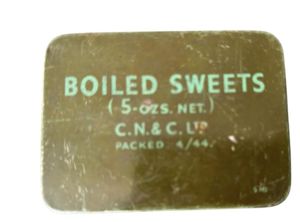 BOILED SWEETS
(5-OZS. NET.)
C.N.& C. LTD
PACKED 4/44.